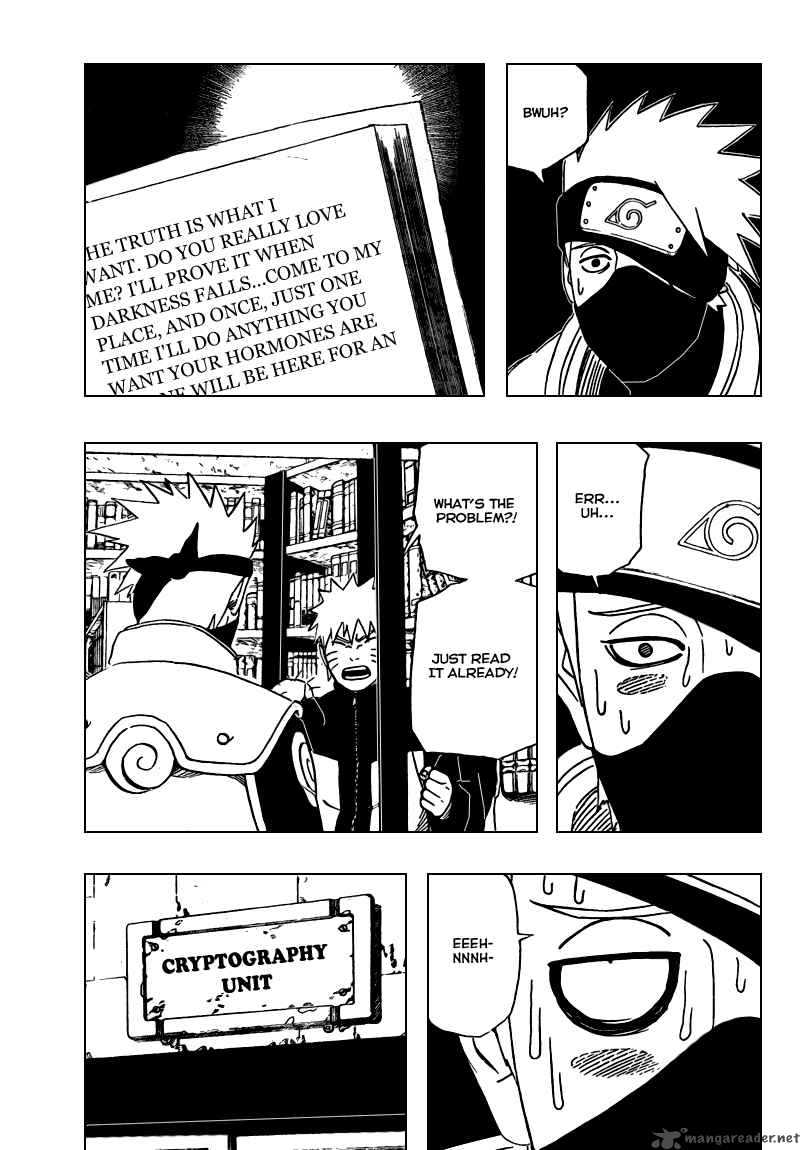 BWUH?
HE TRUTH IS WHAT I
WANT. DO YOU REALLY LOVE
ME? I'LL PROVE IT WHEN
DARKNESS FALLS...COME TO MY
PLACE, AND ONCE, JUST ONE
TIME I'LL DO ANYTHING YOU
WANT YOUR HORMONES ARE
WILL BE HERE FOR AN
ERR...
UH...
WHAT'S THE
PROBLEM?!
JUST READ
IT ALREADY!
EEEH-
NNNH-
CRYPTOGRAPHY
UNIT
mangareader.net